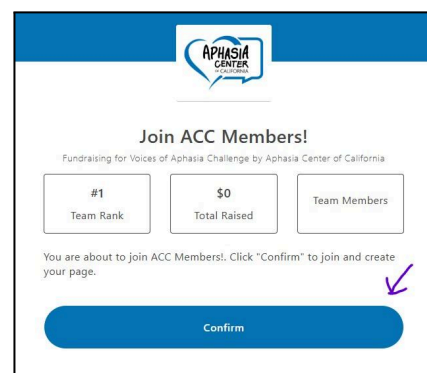 APHASIA
CENTER
OF CALIFORNIA
Join ACC Members!
Fundraising for Voices of Aphasia Challenge by Aphasia Center of California
#1
Team Rank
$0
Total Raised
Team Members
You are about to join ACC Members!. Click "Confirm" to join and create
your page.
Confirm